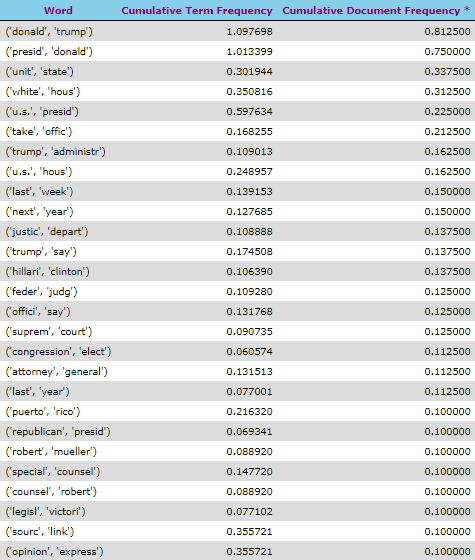 Word Cumulative Term Frequency Cumulative Document Frequency *
('donald', 'trump') 1.097698 0.812500
('presid', 'donald') 1.013399 0.750000
('unit', 'state') 0.301944 0.337500
('white', 'hous') 0.350816 0.312500
('u.s.', 'presid') 0.597634 0.225000
('take', 'offic') 0.168255 0.212500
('trump', 'administr') 0.109013 0.162500
('u.s.', 'hous') 0.248957 0.162500
('last', 'week') 0.139153 0.150000
('next', 'year') 0.127685 0.150000
('justic', 'depart') 0.108888 0.137500
('trump', 'say') 0.174508 0.137500
('hillari', 'clinton') 0.106390 0.137500
('feder', 'judg') 0.109280 0.125000
('offici', 'say') 0.131768 0.125000
('suprem', 'court') 0.090735 0.125000
('congression', 'elect') 0.060574 0.112500
('attorney', 'general') 0.131513 0.112500
('last', 'year') 0.077001 0.112500
('puerto', 'rico') 0.216320 0.100000
('republican', 'presid') 0.069341 0.100000
('robert', 'mueller') 0.088920 0.100000
('special', 'counsel') 0.147720 0.100000
('counsel', 'robert') 0.088920 0.100000
('legisl', 'victori') 0.077102 0.100000
('sourc', 'link') 0.355721 0.100000
('opinion', 'express') 0.355721 0.100000